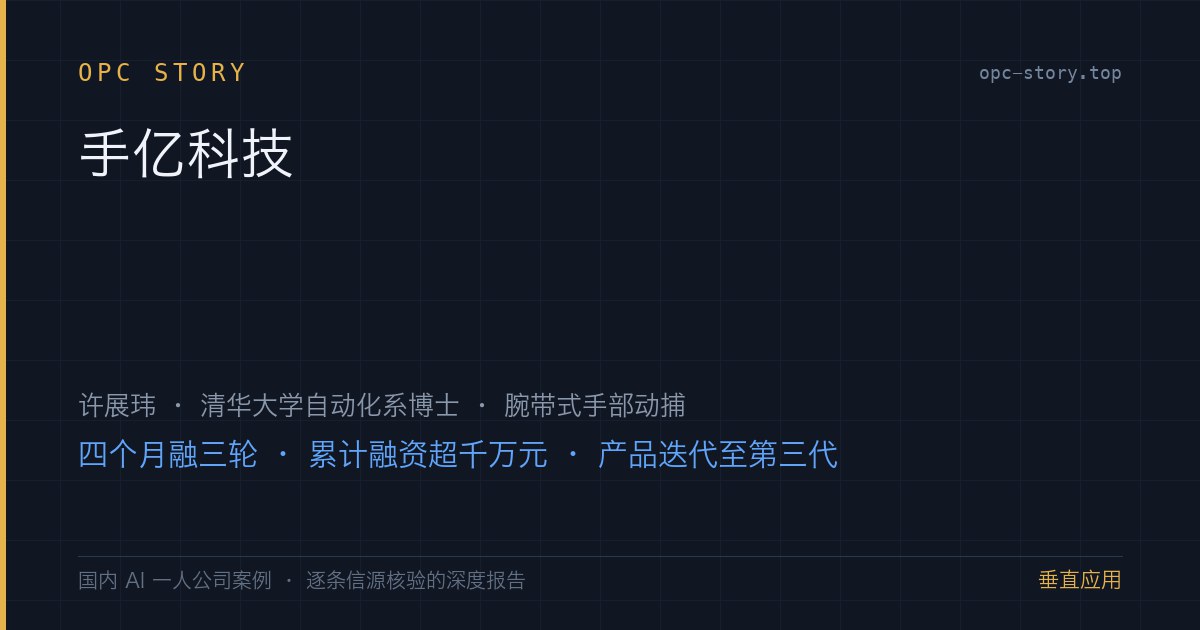 OPC STORY
opc-story.top
手亿科技
许展玮 · 清华大学自动化系博士 · 腕带式手部动捕
四个月融三轮 · 累计融资超千万元 · 产品迭代至第三代
国内 AI 一人公司案例 · 逐条信源核验的深度报告
垂直应用